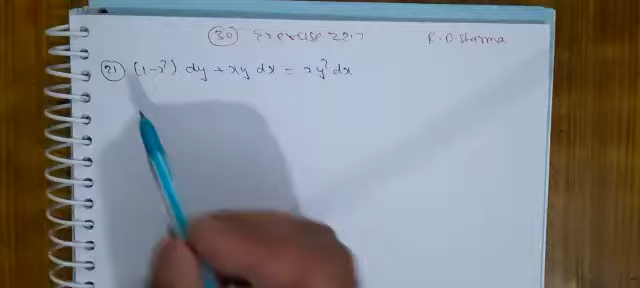 (30) Exercise 22.7 R.D. Sharma
(21) (1-x²) dy + xy dx = xy² dx